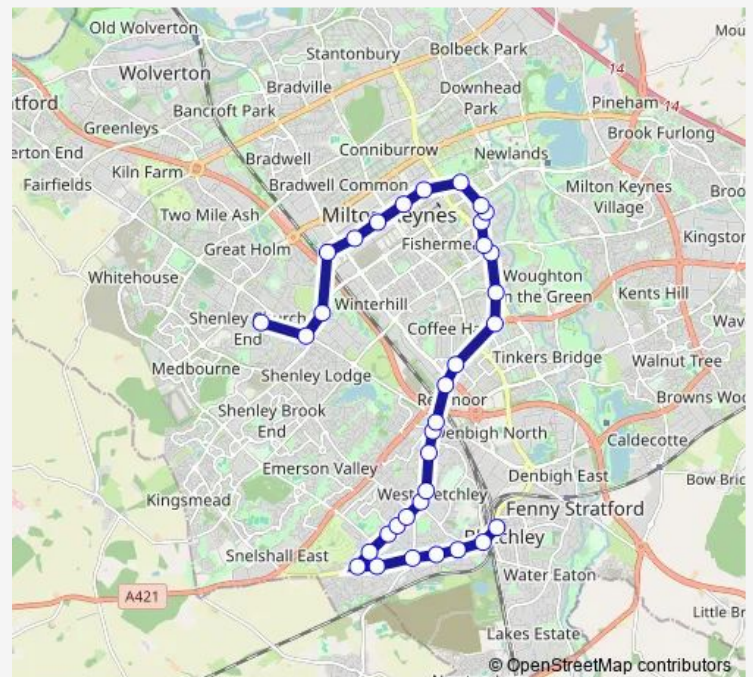 Old Wolverton
Mou
Bolbeck Park
Stantonbury
14
Wolverton
Bradville
Downhead
Park
Pineham
14
tford
Bancroft Park
Greenleys
Brook Furlong
erton End
Conniburrow
Kiln Farm
Bradwell
Newlands
Fairfields
Bradwell Common
Milton Keynes
Village
Broo
Two Mile Ash
Great Holm
Kingston
Whitehouse
Woughton
Kents Hill
Winterhill
Shenley Church
End
Wav
Tinkers Bridge
Walnut Tree
Medbourne
Shenley Lodge
Browns Woo
Shenley Brook
End
Denbigh North
Caldecotte
Emerson Valley
Denbigh East
Bow Bric
Kingsmead
Fenny Stratford
Snelshall East
Water Eaton
A421
Little Br
Lakes Estate
© OpenStreetMap contributors